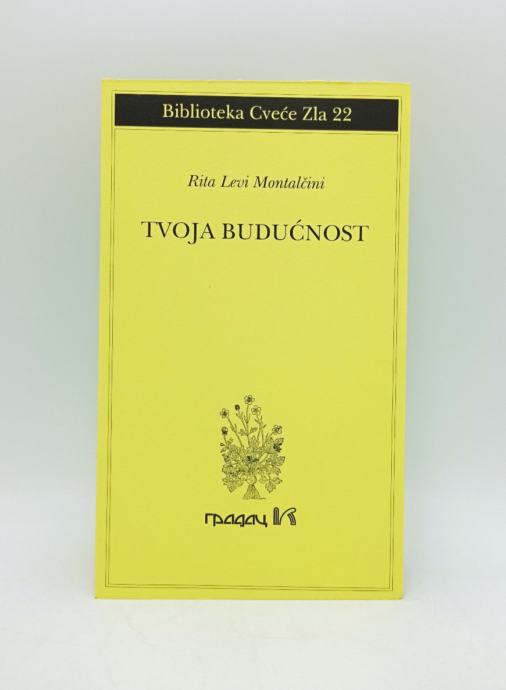 Biblioteka Cveće Zla 22
Rita Levi Montalčini
TVOJA BUDUĆNOST
градац K